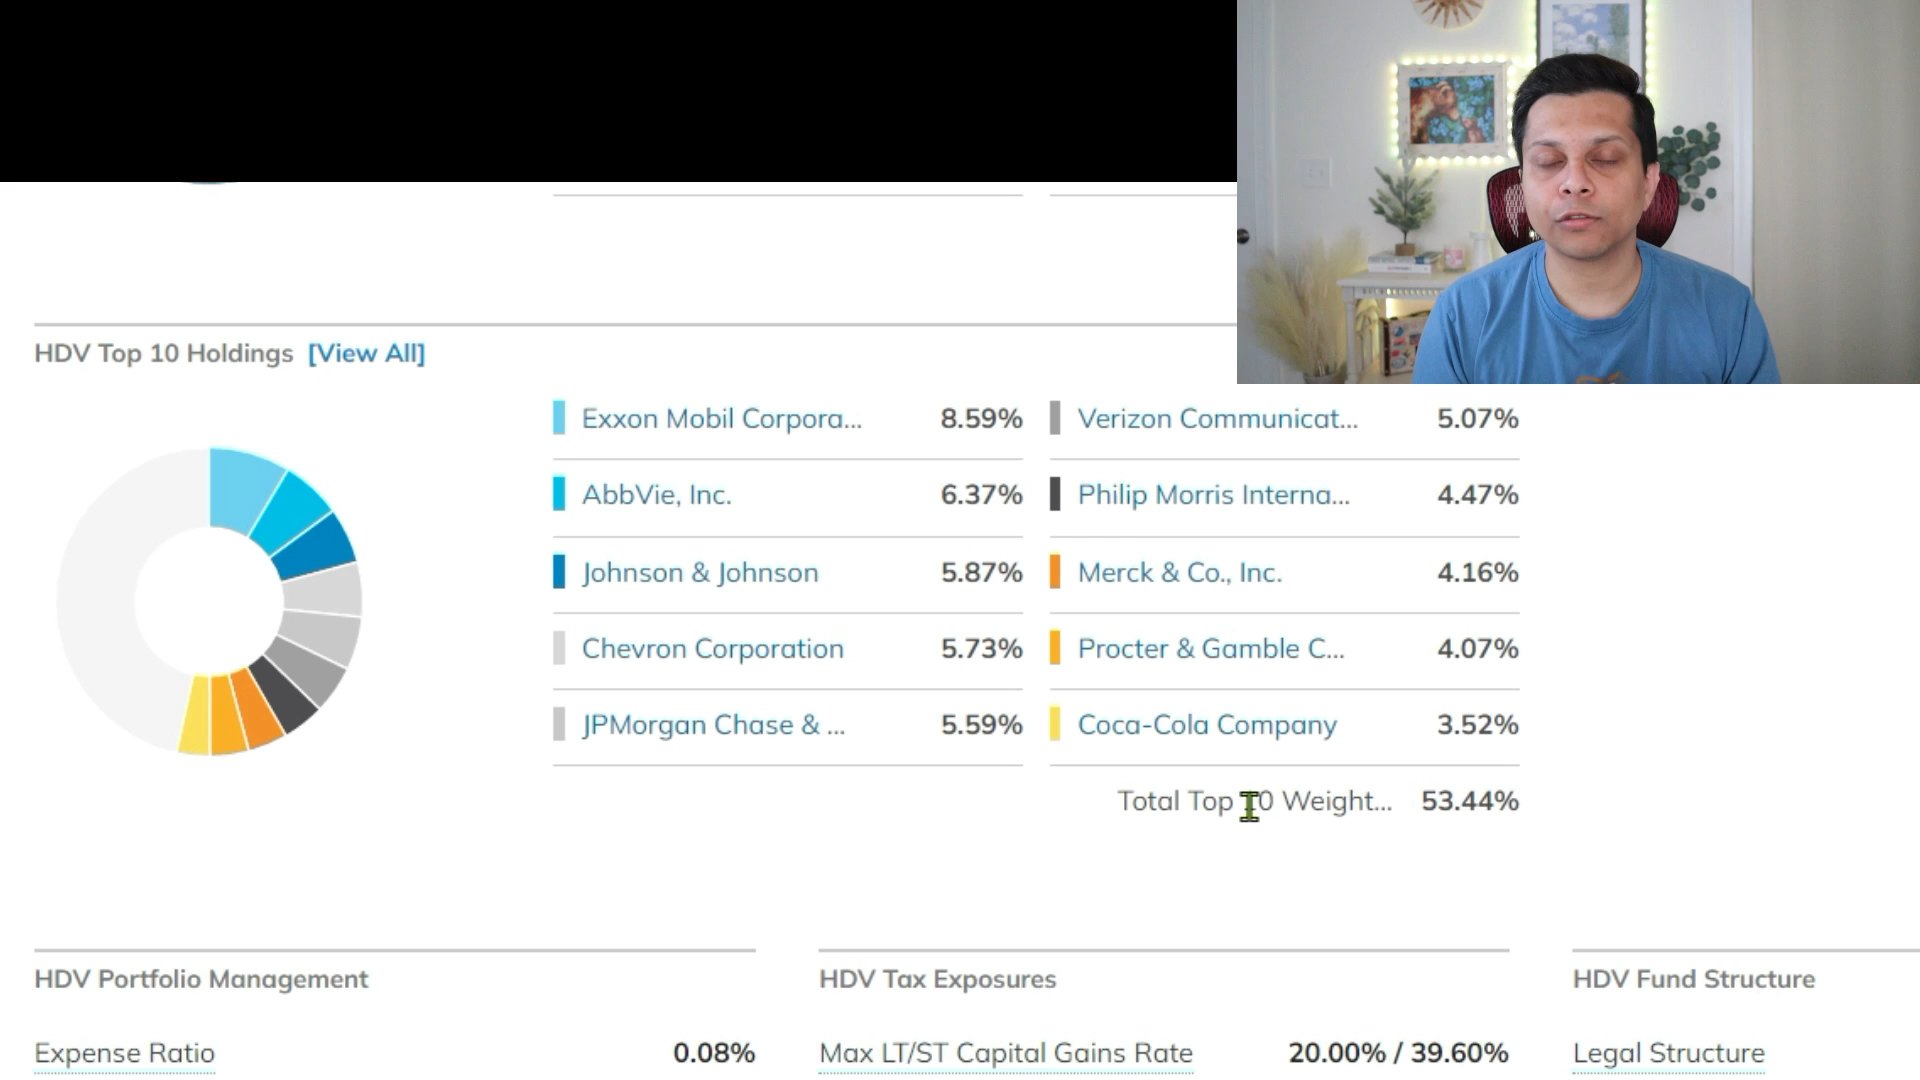 HDV Top 10 Holdings [View All]
Exxon Mobil Corpora... 8.59%
Verizon Communicat... 5.07%
AbbVie, Inc. 6.37%
Philip Morris Interna... 4.47%
Johnson & Johnson 5.87%
Merck & Co., Inc. 4.16%
Chevron Corporation 5.73%
Procter & Gamble C... 4.07%
JPMorgan Chase & ... 5.59%
Coca-Cola Company 3.52%
Total Top 10 Weight... 53.44%
HDV Portfolio Management
HDV Tax Exposures
HDV Fund Structure
Expense Ratio 0.08%
Max LT/ST Capital Gains Rate 20.00% / 39.60%
Legal Structure